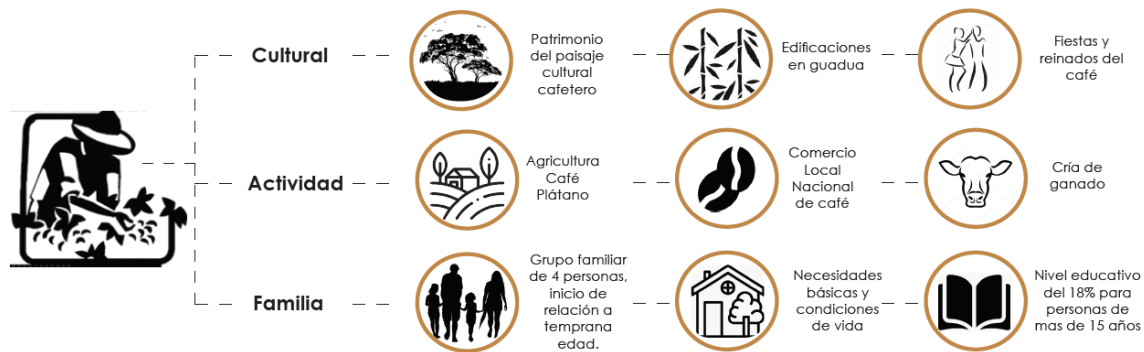 Cultural
Patrimonio
del paisaje
cultural
cafetero
Edificaciones
en guadua
Fiestas y
reinados del
café
Actividad
Agricultura
Café
Plátano
Comercio
Local
Nacional
de café
Cría de
ganado
Familia
Grupo familiar
de 4 personas,
inicio de
relación a
temprana
edad.
Necesidades
básicas y
condiciones
de vida
Nivel educativo
del 18% para
personas de
mas de 15 años